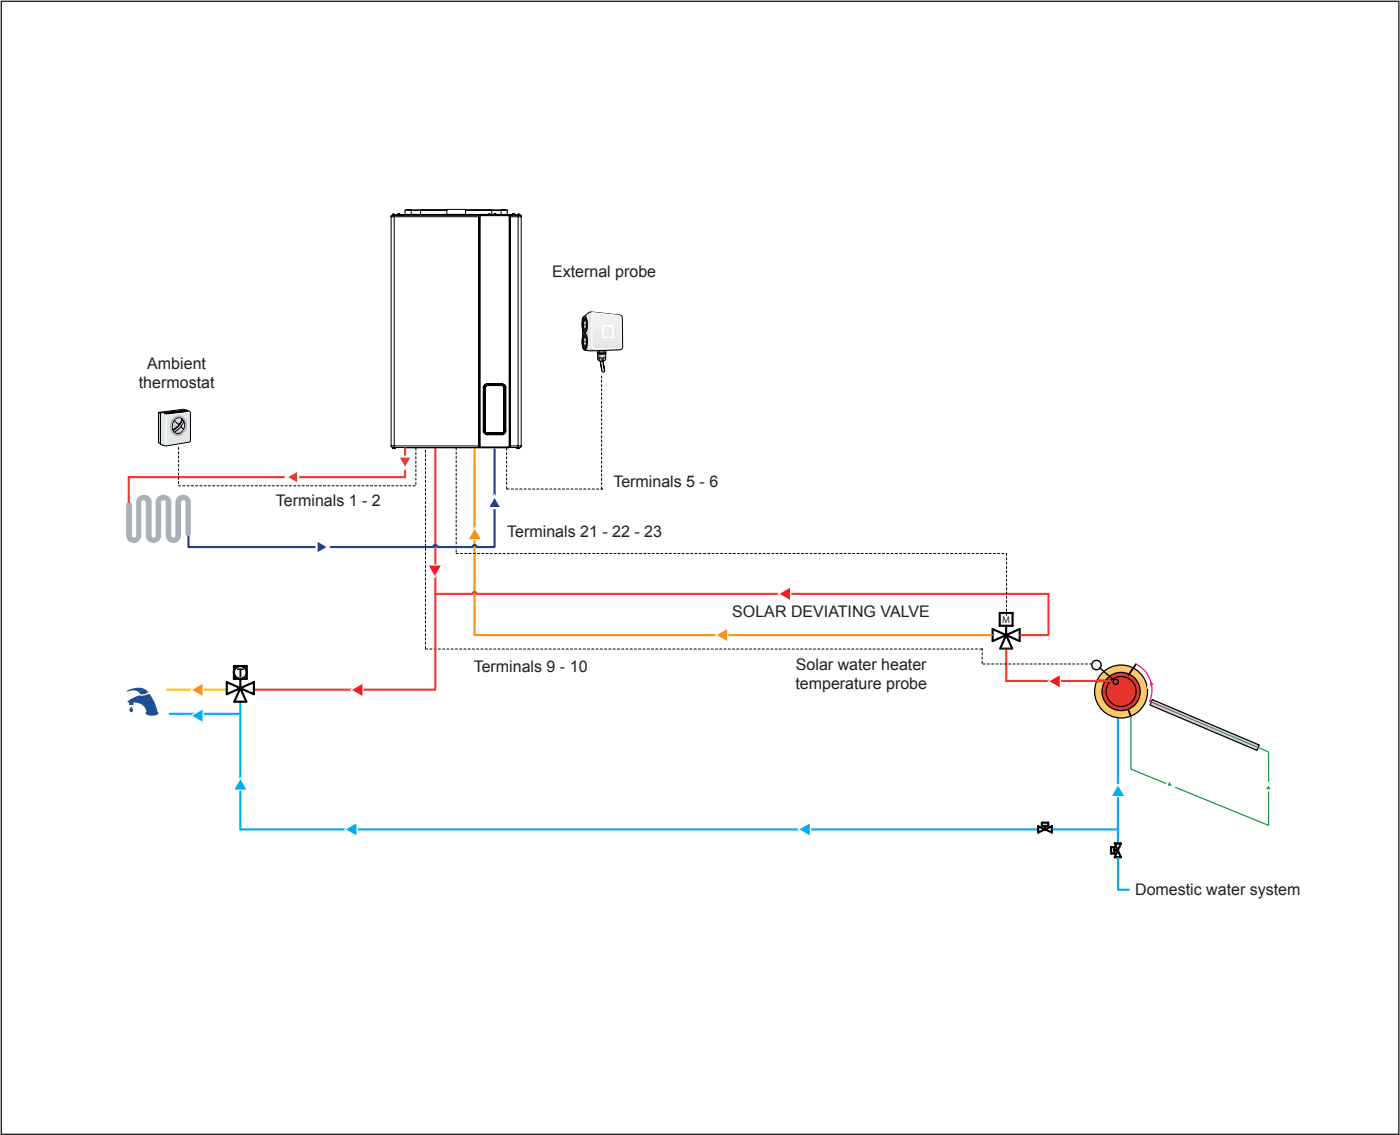 External probe
Ambient
thermostat
Terminals 5 - 6
Terminals 1 - 2
Terminals 21 - 22 - 23
SOLAR DEVIATING VALVE
M
Terminals 9 - 10
Solar water heater
temperature probe
T
Domestic water system